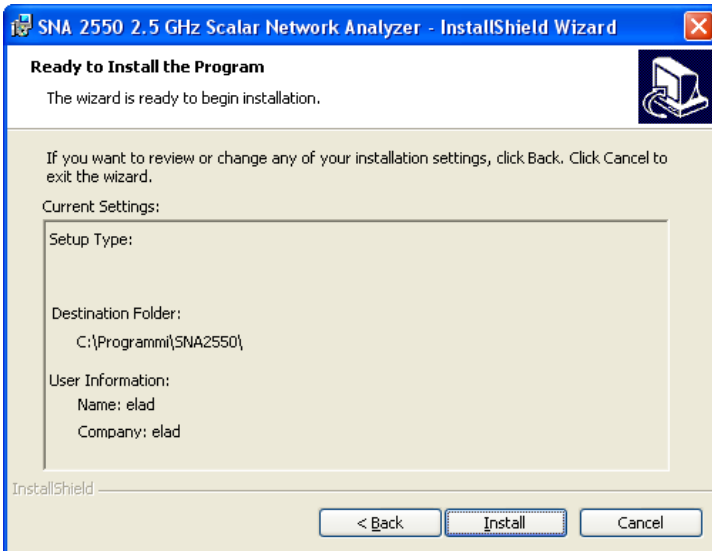 SNA 2550 2.5 GHz Scalar Network Analyzer - InstallShield Wizard
Ready to Install the Program
The wizard is ready to begin installation.
If you want to review or change any of your installation settings, click Back. Click Cancel to
exit the wizard.
Current Settings:
Setup Type:
Destination Folder:
C:\Programmi\SNA2550\
User Information:
Name: elad
Company: elad
InstallShield
< Back
Install
Cancel